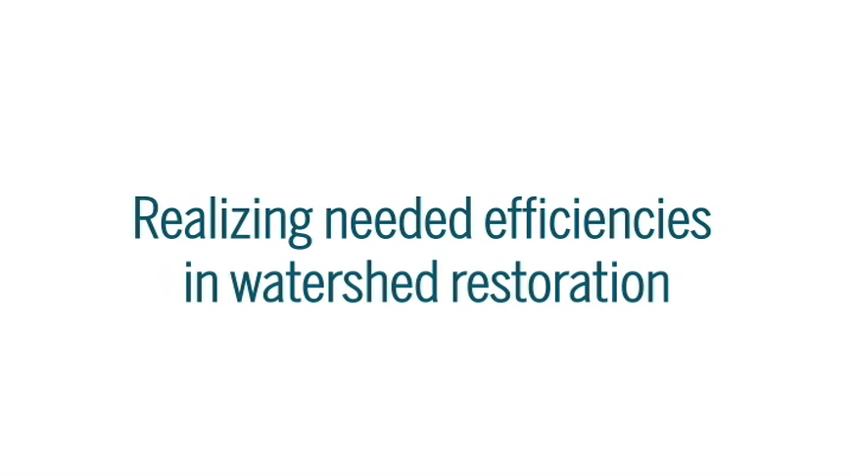 Realizing needed efficiencies
in watershed restoration